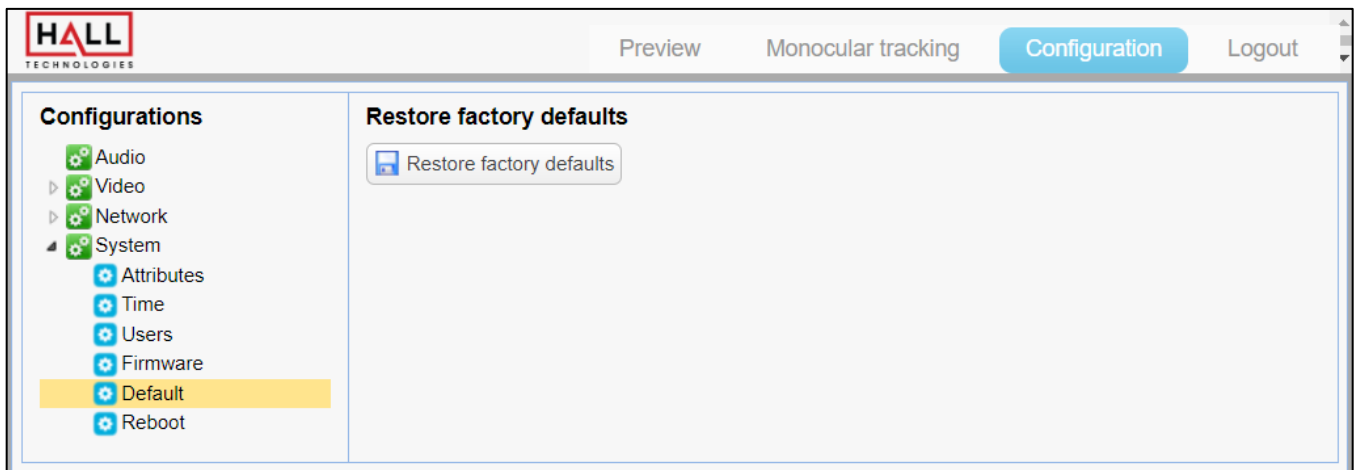 HALL
TECHNOLOGIES
Preview Monocular tracking Configuration Logout
Configurations
Audio
Video
Network
System
Attributes
Time
Users
Firmware
Default
Reboot
Restore factory defaults
Restore factory defaults